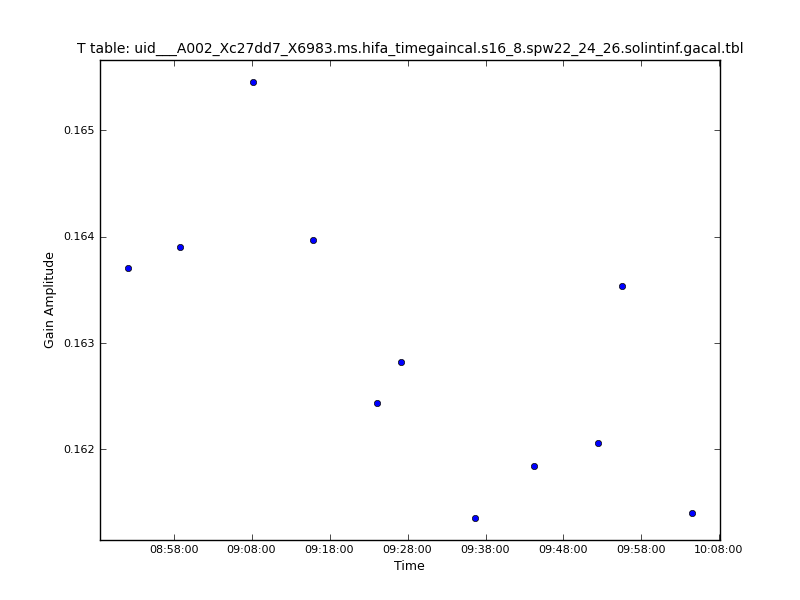 T table: uid___A002_Xc27dd7_X6983.ms.hifa_timegaincal.s16_8.spw22_24_26.solintinf.gacal.tbl
0.165
0.164
Gain Amplitude
0.163
0.162
08:58:00 09:08:00 09:18:00 09:28:00 09:38:00 09:48:00 09:58:00 10:08:00
Time